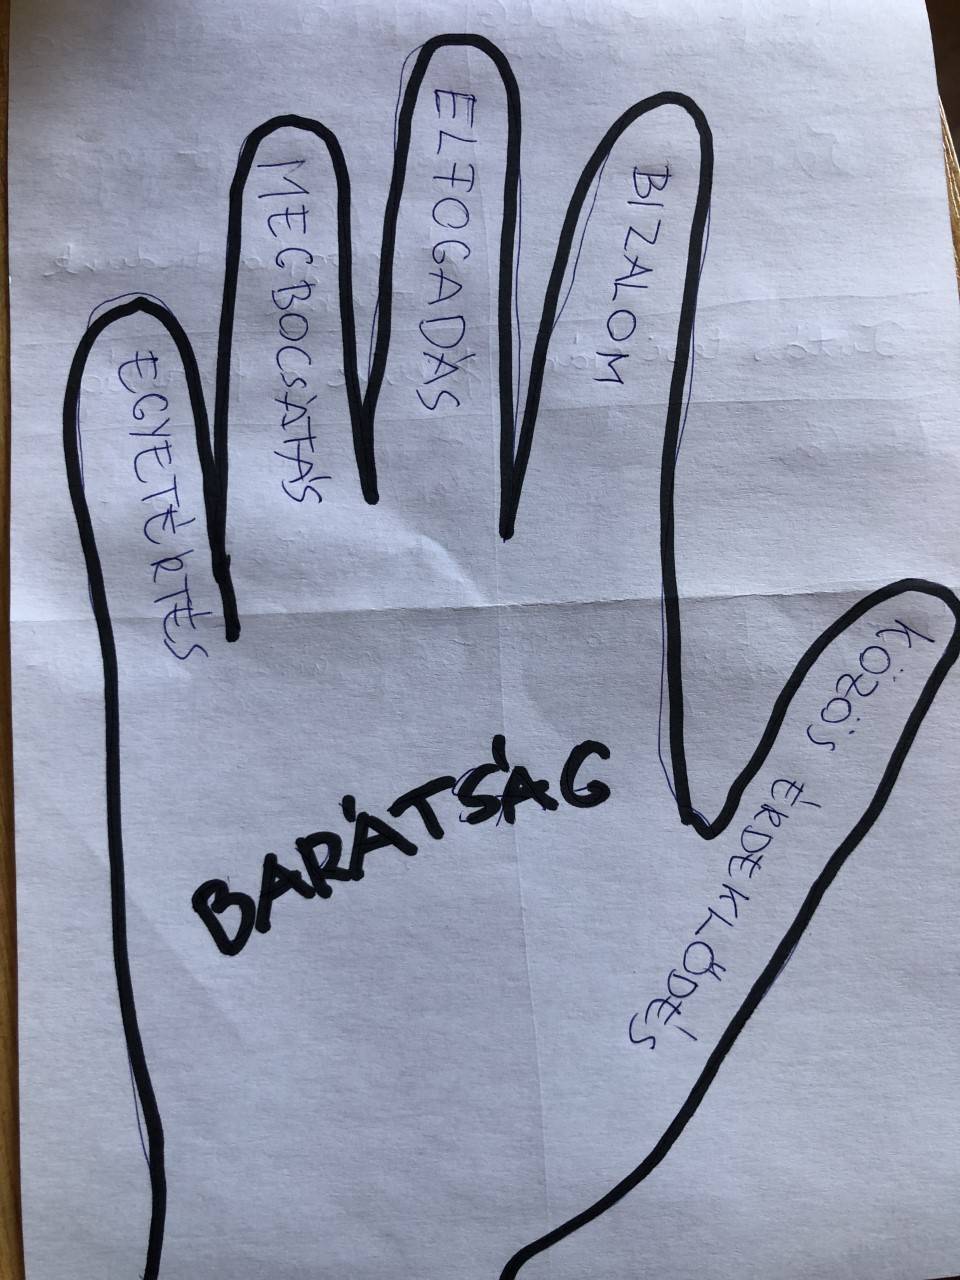 EGYETÉRTÉS
MEGBOCSÁTÁS
ELFOGADÁS
BIZALOM
KÖZÖS ÉRDEKLŐDÉS
BARÁTSÁG